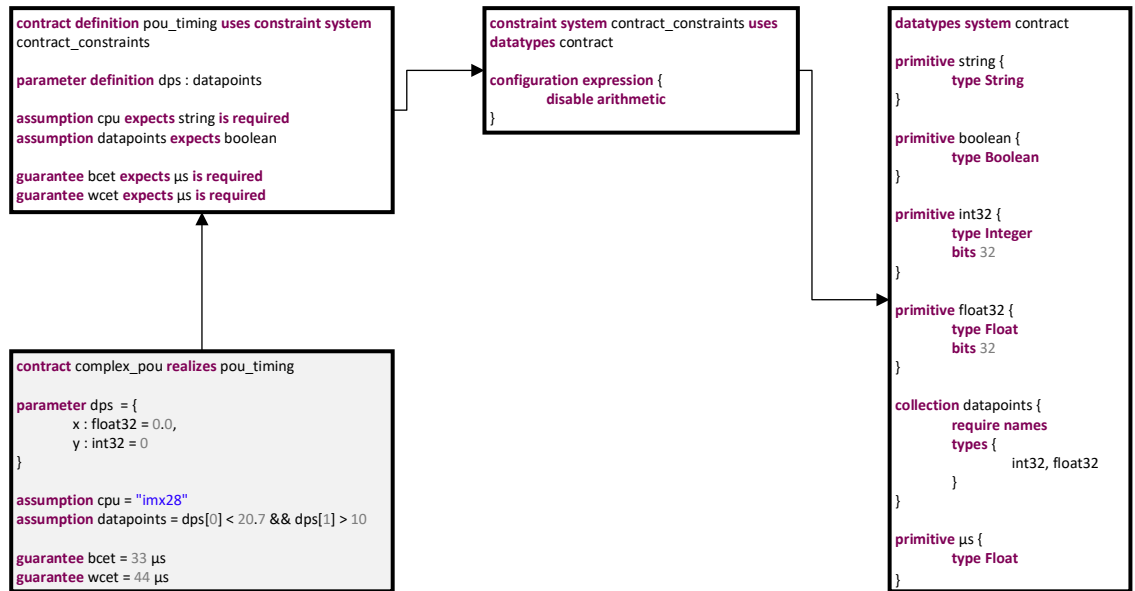 contract definition pou_timing uses constraint system
contract_constraints
parameter definition dps : datapoints
assumption cpu expects string is required
assumption datapoints expects boolean
guarantee bcet expects µs is required
guarantee wcet expects µs is required
contract complex_pou realizes pou_timing
parameter dps = {
x : float32 = 0.0,
y : int32 = 0
}
assumption cpu = "imx28"
assumption datapoints = dps[0] < 20.7 && dps[1] > 10
guarantee bcet = 33 µs
guarantee wcet = 44 µs
constraint system contract_constraints uses
datatypes contract
configuration expression {
disable arithmetic
}
datatypes system contract
primitive string {
type String
}
primitive boolean {
type Boolean
}
primitive int32 {
type Integer
bits 32
}
primitive float32 {
type Float
bits 32
}
collection datapoints {
require names
types {
int32, float32
}
}
primitive µs {
type Float
}